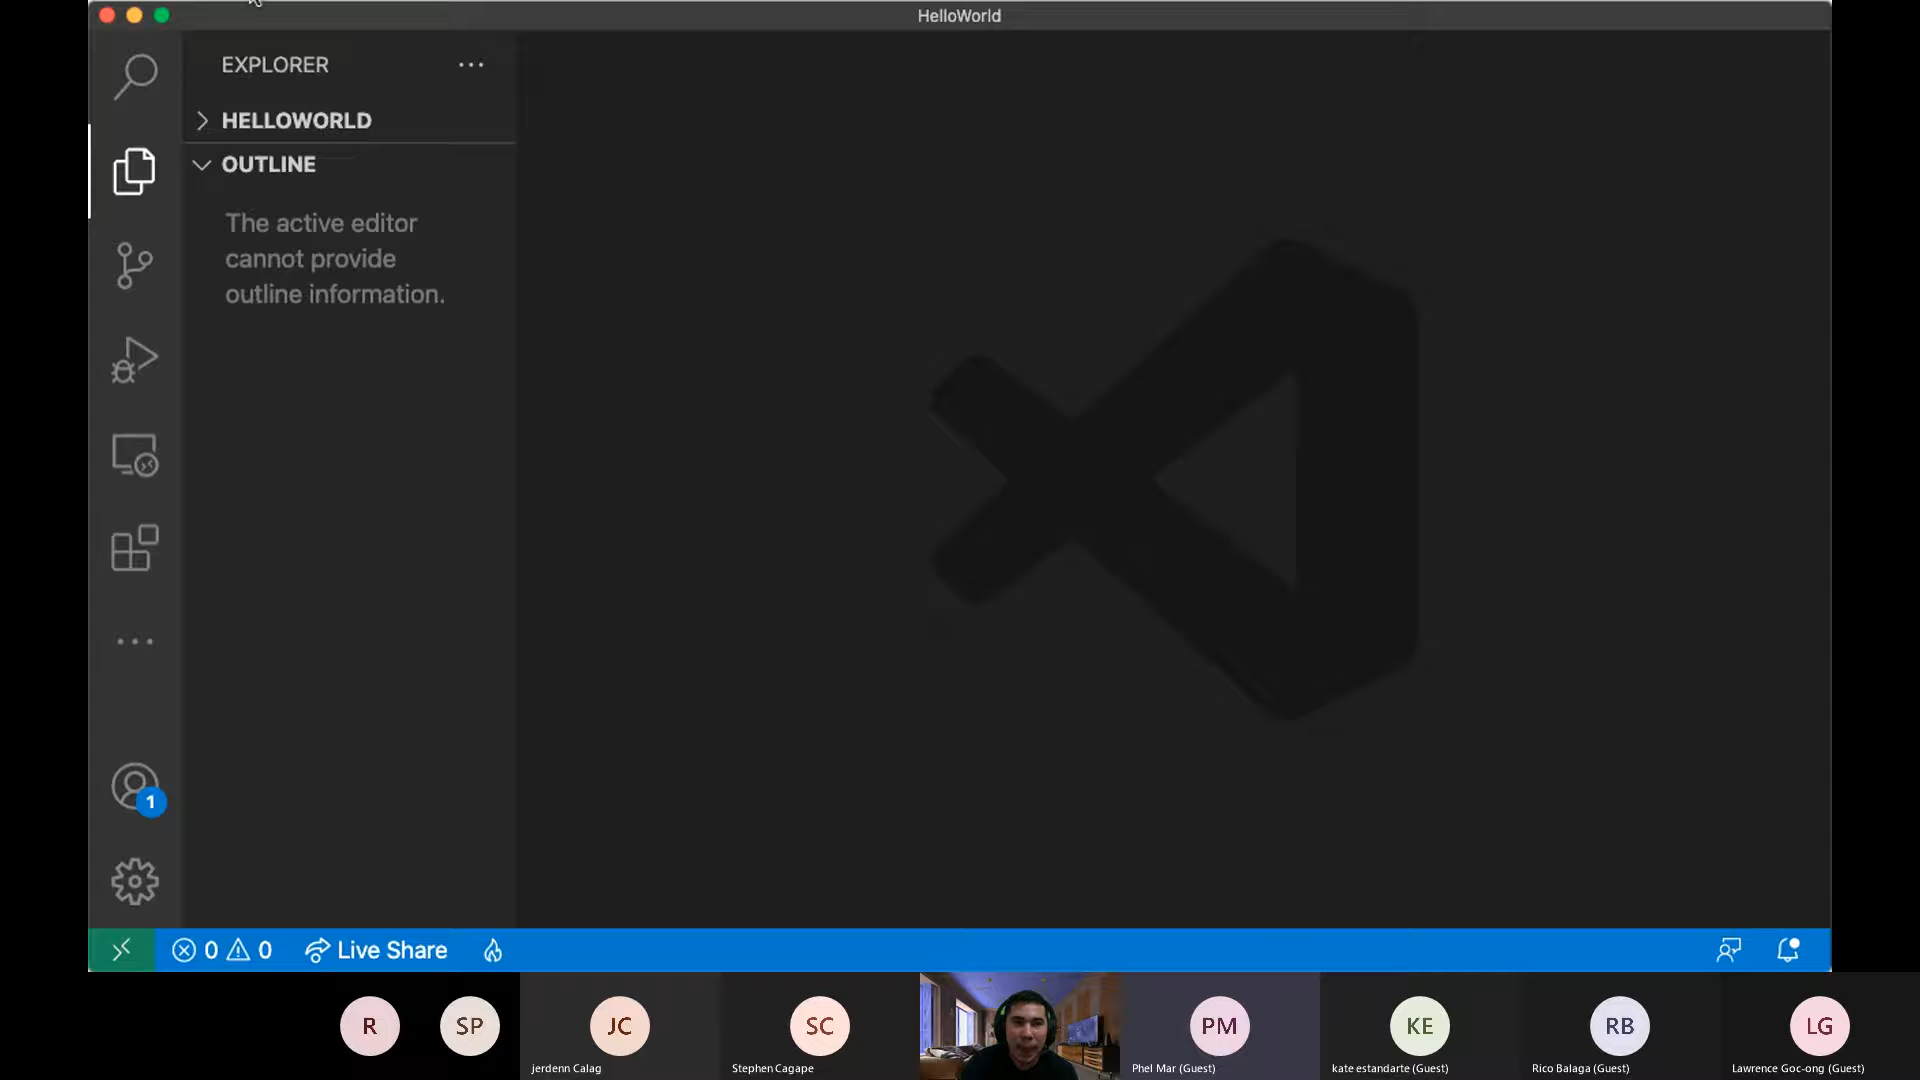 HelloWorld
EXPLORER
HELLOWORLD
OUTLINE
The active editor
cannot provide
outline information.
1
0 0 Live Share
R SP JC SC PM KE RB LG
jerdenn Calag Stephen Cagape Phel Mar (Guest) kate estandarte (Guest) Rico Balaga (Guest) Lawrence Goc-ong (Guest)